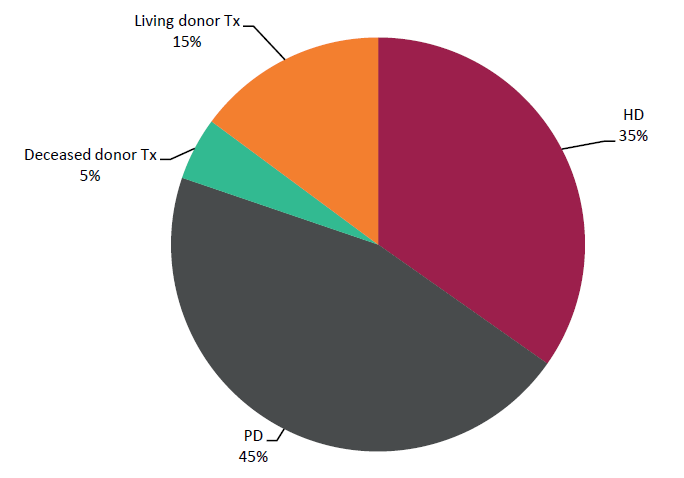 Living donor Tx
15%
HD
35%
Deceased donor Tx
5%
PD
45%